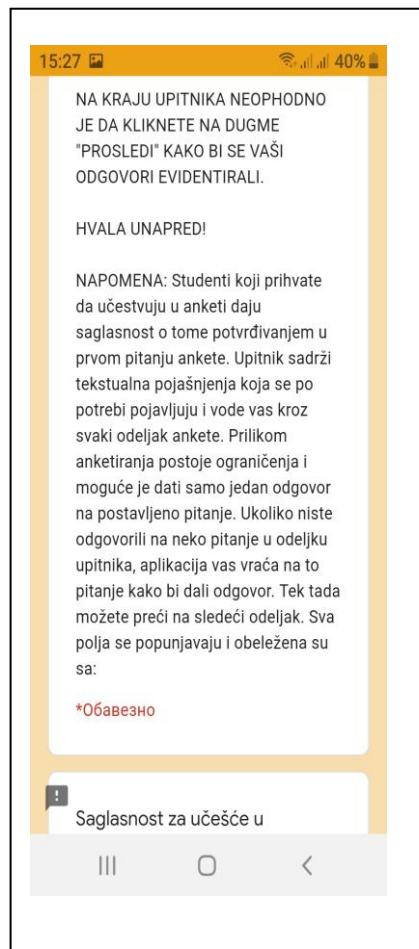 15:27 40%
NA KRAJU UPITNIKA NEOPHODNO
JE DA KLIKNETE NA DUGME
"PROSLEDI" KAKO BI SE VAŠI
ODGOVORI EVIDENTIRALI.
HVALA UNAPRED!
NAPOMENA: Studenti koji prihvate
da učestvuju u anketi daju
saglasnost o tome potvrđivanjem u
prvom pitanju ankete. Upitnik sadrži
tekstualna pojašnjenja koja se po
potrebi pojavljuju i vode vas kroz
svaki odeljak ankete. Prilikom
anketiranja postoje ograničenja i
moguće je dati samo jedan odgovor
na postavljeno pitanje. Ukoliko niste
odgovorili na neko pitanje u odeljku
upitnika, aplikacija vas vraća na to
pitanje kako bi dali odgovor. Tek tada
možete preći na sledeći odeljak. Sva
polja se popunjavaju i obeležena su
sa:
*Обавезно
Saglasnost za učešće u